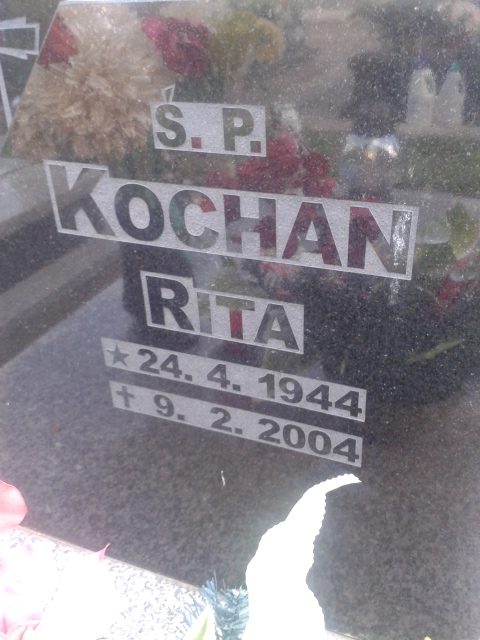 Ś. P.
KOCHAN
RITA
★ 24. 4. 1944
✝ 9. 2. 2004